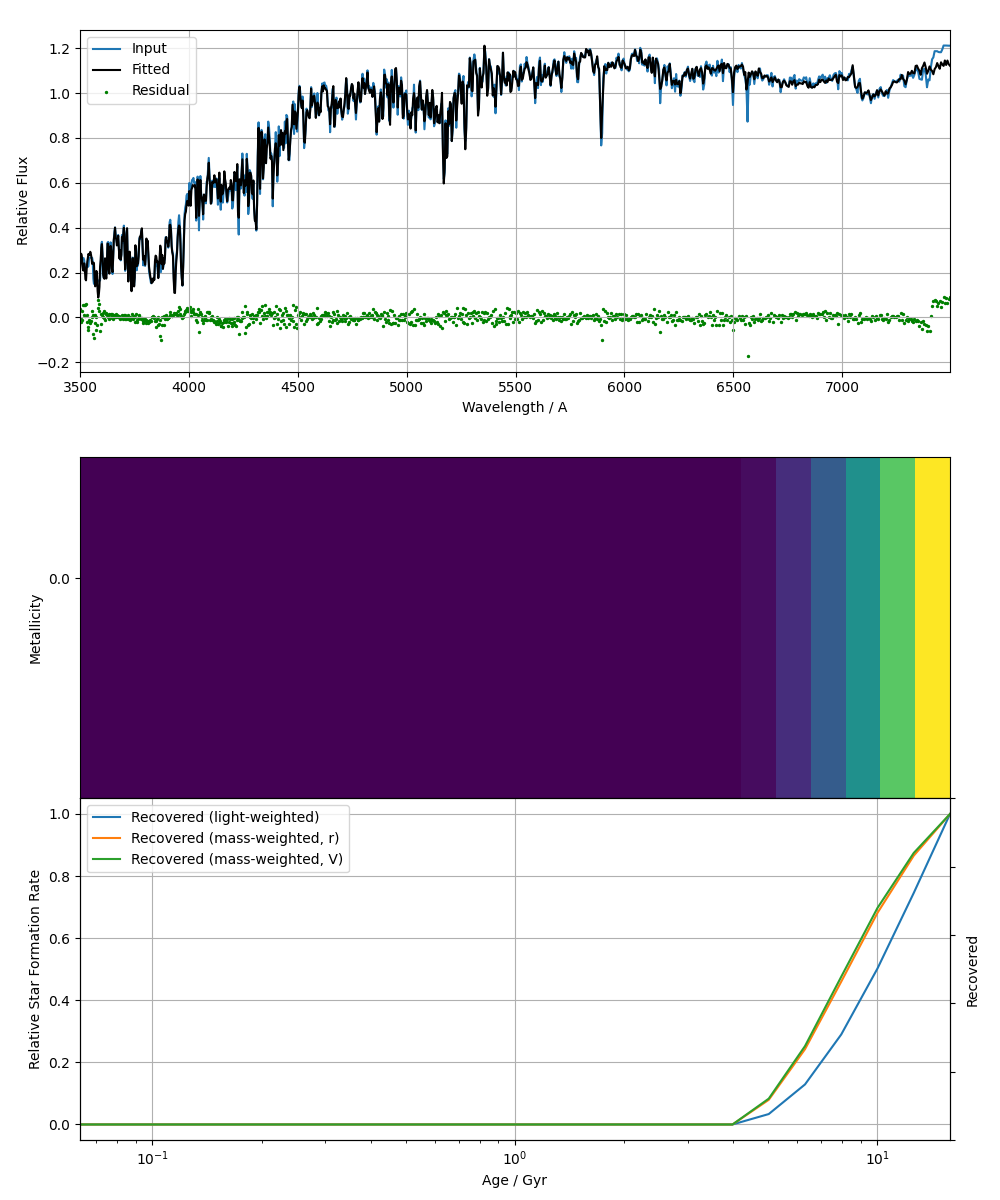 Input
Fitted
Residual
1.2
1.0
0.8
0.6
0.4
0.2
0.0
−0.2
Relative Flux
3500 4000 4500 5000 5500 6000 6500 7000
Wavelength / A
0.0
Metallicity
Recovered (light-weighted)
Recovered (mass-weighted, r)
Recovered (mass-weighted, V)
1.0
0.8
0.6
0.4
0.2
0.0
Relative Star Formation Rate
Recovered
10⁻¹ 10⁰ 10¹
Age / Gyr